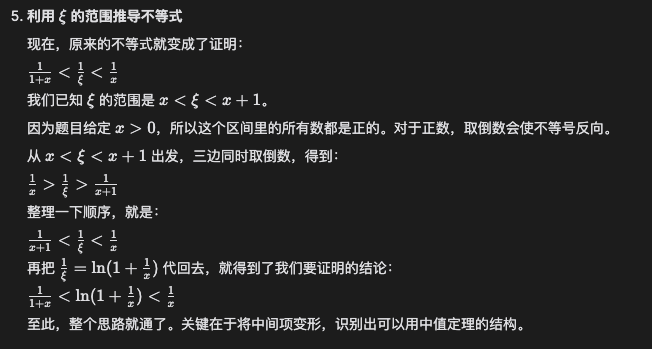 5. 利用 ξ 的范围推导不等式
现在，原来的不等式就变成了证明：
$\frac{1}{1+x} < \frac{1}{\xi} < \frac{1}{x}$
我们已知 ξ 的范围是 $x < \xi < x + 1$。
因为题目给定 $x > 0$，所以这个区间里的所有数都是正的。对于正数，取倒数会使不等号反向。
从 $x < \xi < x + 1$ 出发，三边同时取倒数，得到：
$\frac{1}{x} > \frac{1}{\xi} > \frac{1}{x+1}$
整理一下顺序，就是：
$\frac{1}{x+1} < \frac{1}{\xi} < \frac{1}{x}$
再把 $\frac{1}{\xi} = \ln(1 + \frac{1}{x})$ 代回去，就得到了我们要证明的结论：
$\frac{1}{1+x} < \ln(1 + \frac{1}{x}) < \frac{1}{x}$
至此，整个思路就通了。关键在于将中间项变形，识别出可以用中值定理的结构。